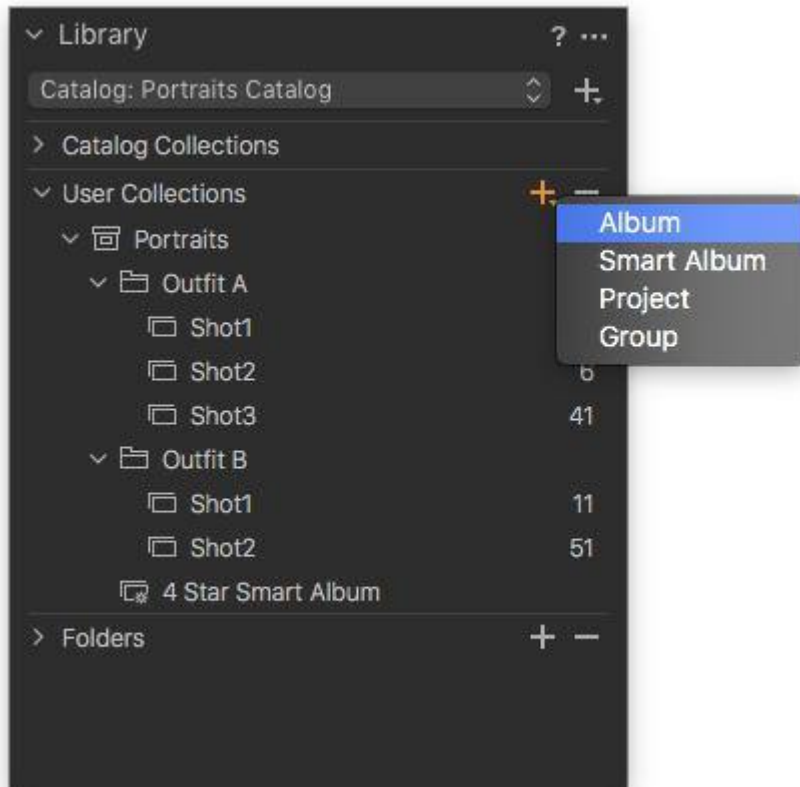 Library ? ...
Catalog: Portraits Catalog
Catalog Collections
User Collections
Album
Portraits
Smart Album
Outfit A
Project
Shot1
Group
Shot2 6
Shot3 41
Outfit B
Shot1 11
Shot2 51
4 Star Smart Album
Folders